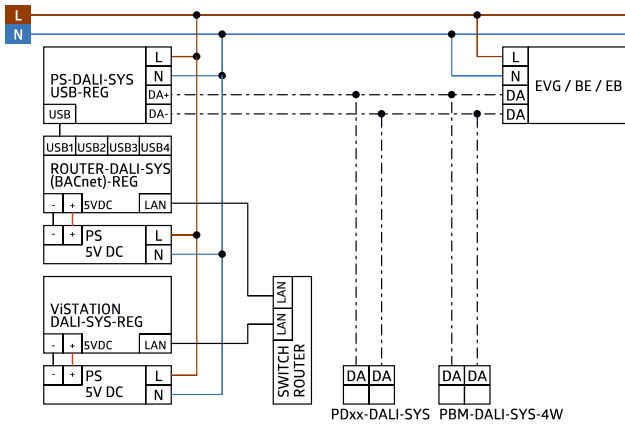 L
N
PS-DALI-SYS
USB-REG
L
N
DA+
DA-
USB
L
N
DA
DA
EVG / BE / EB
USB1 USB2 USB3 USB4
ROUTER-DALI-SYS
(BACnet)-REG
- + 5VDC LAN
- + PS
5V DC
L
N
ViSTATION
DALI-SYS-REG
- + 5VDC LAN
- + PS
5V DC
L
N
LAN
LAN
SWITCH
ROUTER
DA DA
PDxx-DALI-SYS
DA DA
PBM-DALI-SYS-4W